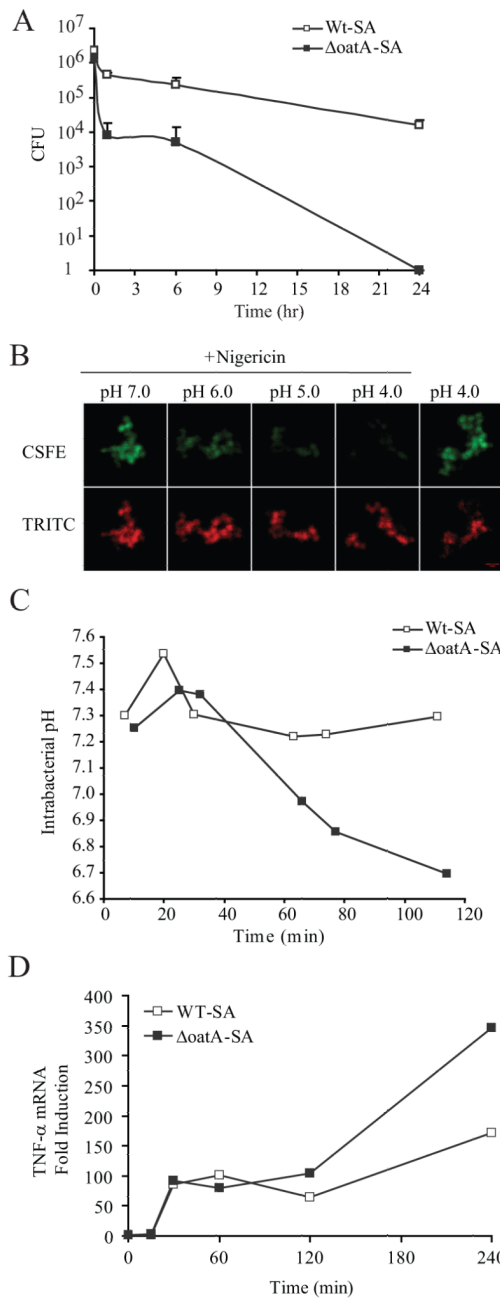 A
Wt-SA
ΔoatA-SA
10⁷
10⁶
10⁵
10⁴
10³
10²
10¹
1
CFU
0 3 6 9 12 15 18 21 24
Time (hr)
B
+Nigericin
pH 7.0 pH 6.0 pH 5.0 pH 4.0 pH 4.0
CSFE
TRITC
C
Wt-SA
ΔoatA-SA
7.6
7.5
7.4
7.3
7.2
7.1
7.0
6.9
6.8
6.7
6.6
Intrabacterial pH
0 20 40 60 80 100 120
Time (min)
D
WT-SA
ΔoatA-SA
400
350
300
250
200
150
100
50
0
TNF-α mRNA
Fold Induction
0 60 120 180 240
Time (min)